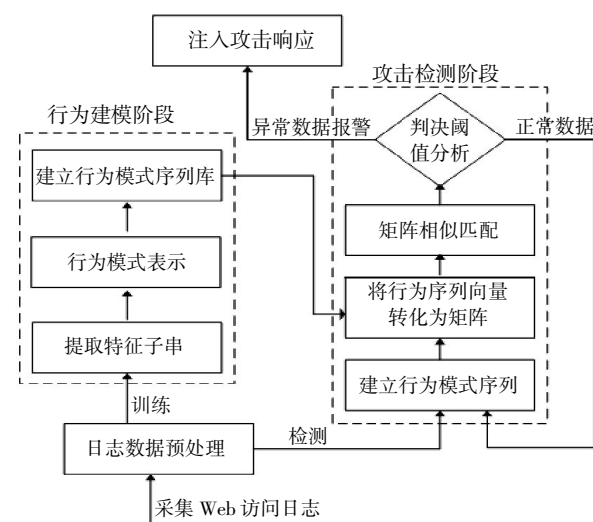 注入攻击响应
攻击检测阶段
行为建模阶段
异常数据报警
判决阈
值分析
正常数据
建立行为模式序列库
矩阵相似匹配
行为模式表示
将行为序列向量
转化为矩阵
提取特征子串
建立行为模式序列
训练
日志数据预处理
检测
采集 Web 访问日志